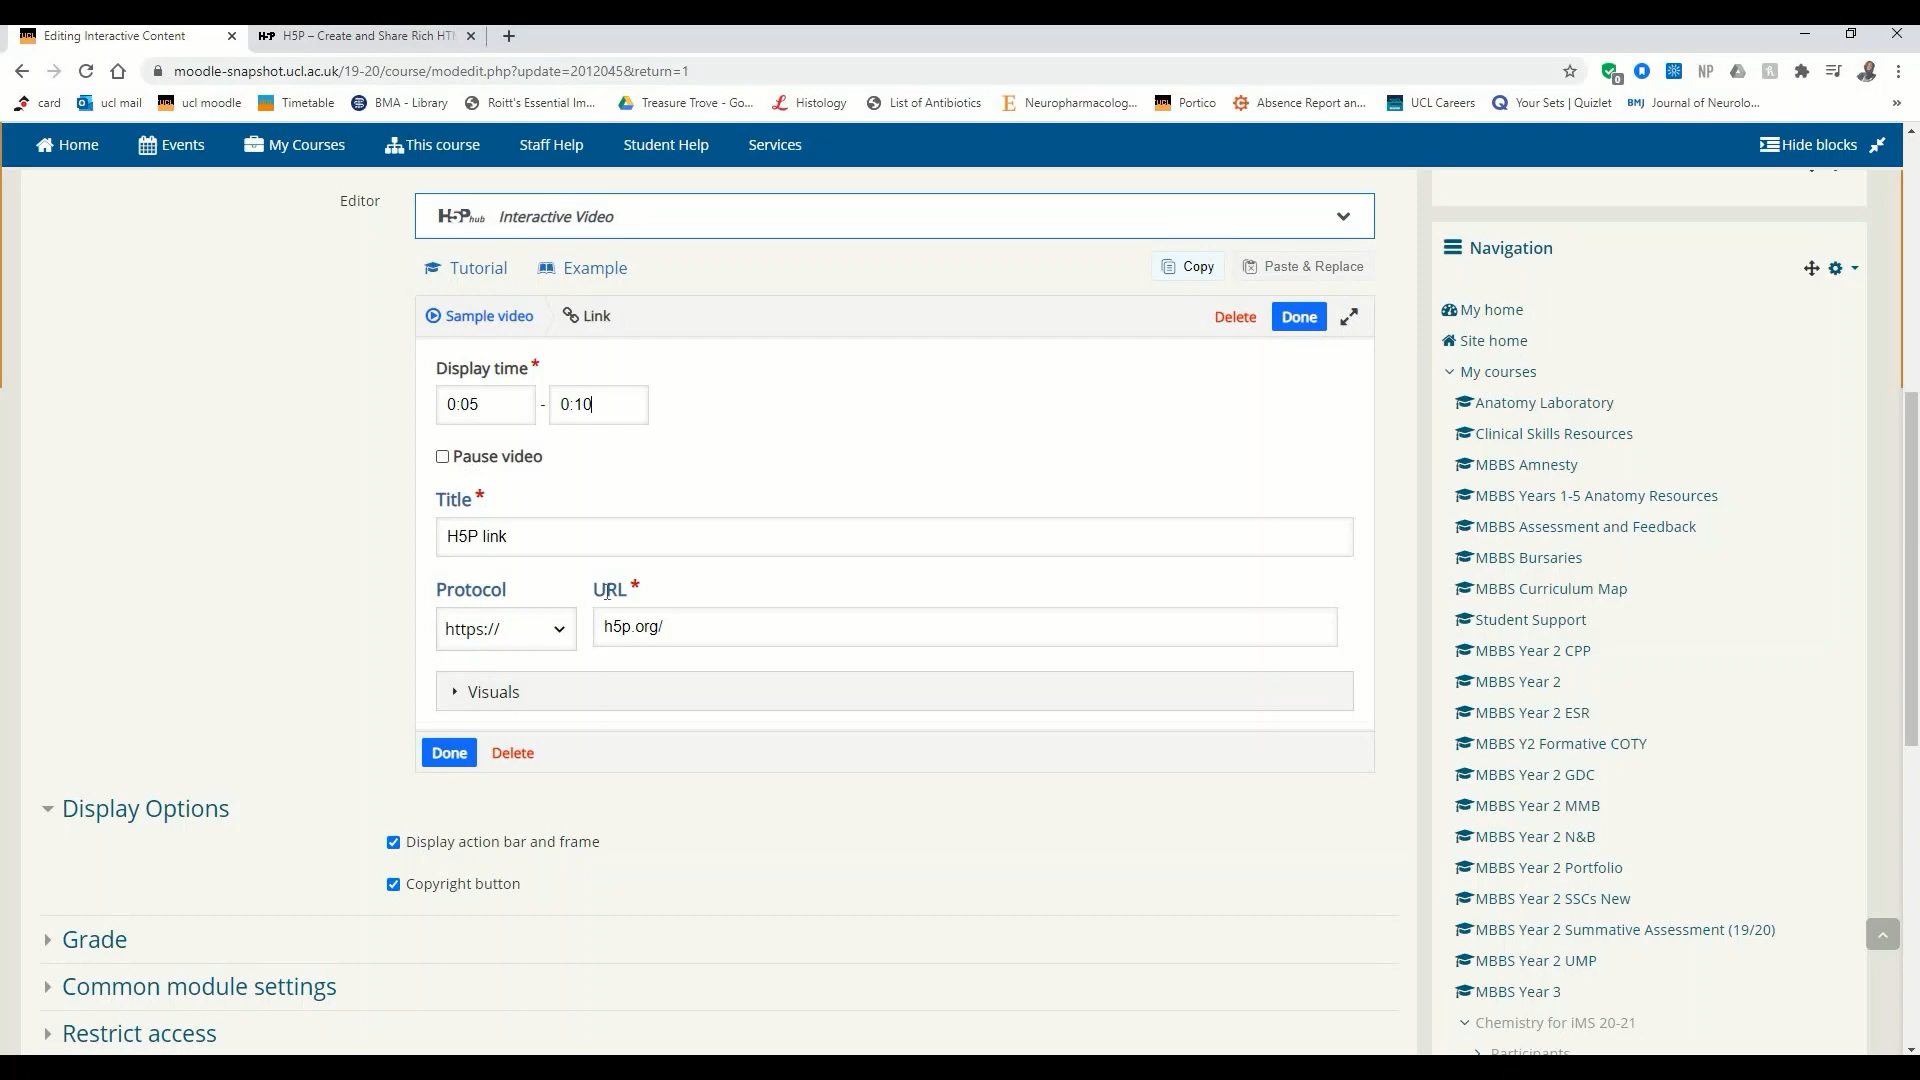 Editing Interactive Content
H5P – Create and Share Rich HT
moodle-snapshot.ucl.ac.uk/19-20/course/modedit.php?update=2012045&return=1
card
ucl mail
ucl moodle
Timetable
BMA - Library
Roitt's Essential Im...
Treasure Trove - Go...
Histology
List of Antibiotics
Neuropharmacolog...
Portico
Absence Report an...
UCL Careers
Your Sets | Quizlet
BMJ Journal of Neurolo...
»
Home
Events
My Courses
This course
Staff Help
Student Help
Services
Hide blocks
Editor
H5P hub Interactive Video
Tutorial
Example
Copy
Paste & Replace
Sample video
Link
Delete
Done
Display time *
0:05 - 0:10
Pause video
Title *
H5P link
Protocol
URL *
https://
h5p.org/
Visuals
Done
Delete
Display Options
Display action bar and frame
Copyright button
Grade
Common module settings
Restrict access
Navigation
My home
Site home
My courses
Anatomy Laboratory
Clinical Skills Resources
MBBS Amnesty
MBBS Years 1-5 Anatomy Resources
MBBS Assessment and Feedback
MBBS Bursaries
MBBS Curriculum Map
Student Support
MBBS Year 2 CPP
MBBS Year 2
MBBS Year 2 ESR
MBBS Y2 Formative COTY
MBBS Year 2 GDC
MBBS Year 2 MMB
MBBS Year 2 N&B
MBBS Year 2 Portfolio
MBBS Year 2 SSCs New
MBBS Year 2 Summative Assessment (19/20)
MBBS Year 2 UMP
MBBS Year 3
Chemistry for iMS 20-21
Participants